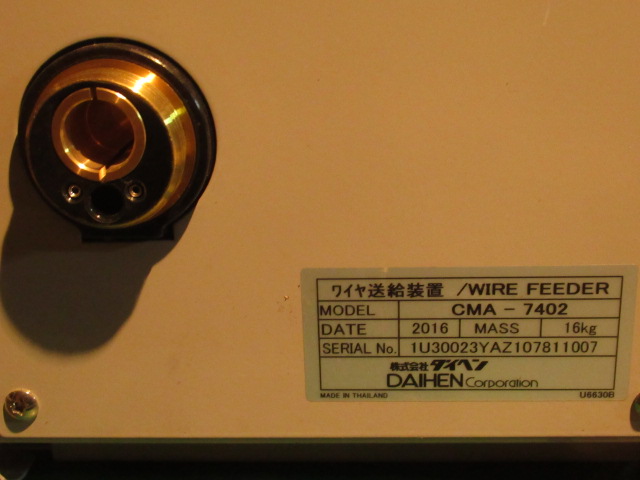 ワイヤ送給装置 /WIRE FEEDER
MODEL CMA - 7402
DATE 2016 MASS 16kg
SERIAL No. 1U30023YAZ107811007
株式会社 ダイヘン
DAIHEN Corporation
MADE IN THAILAND U6630B